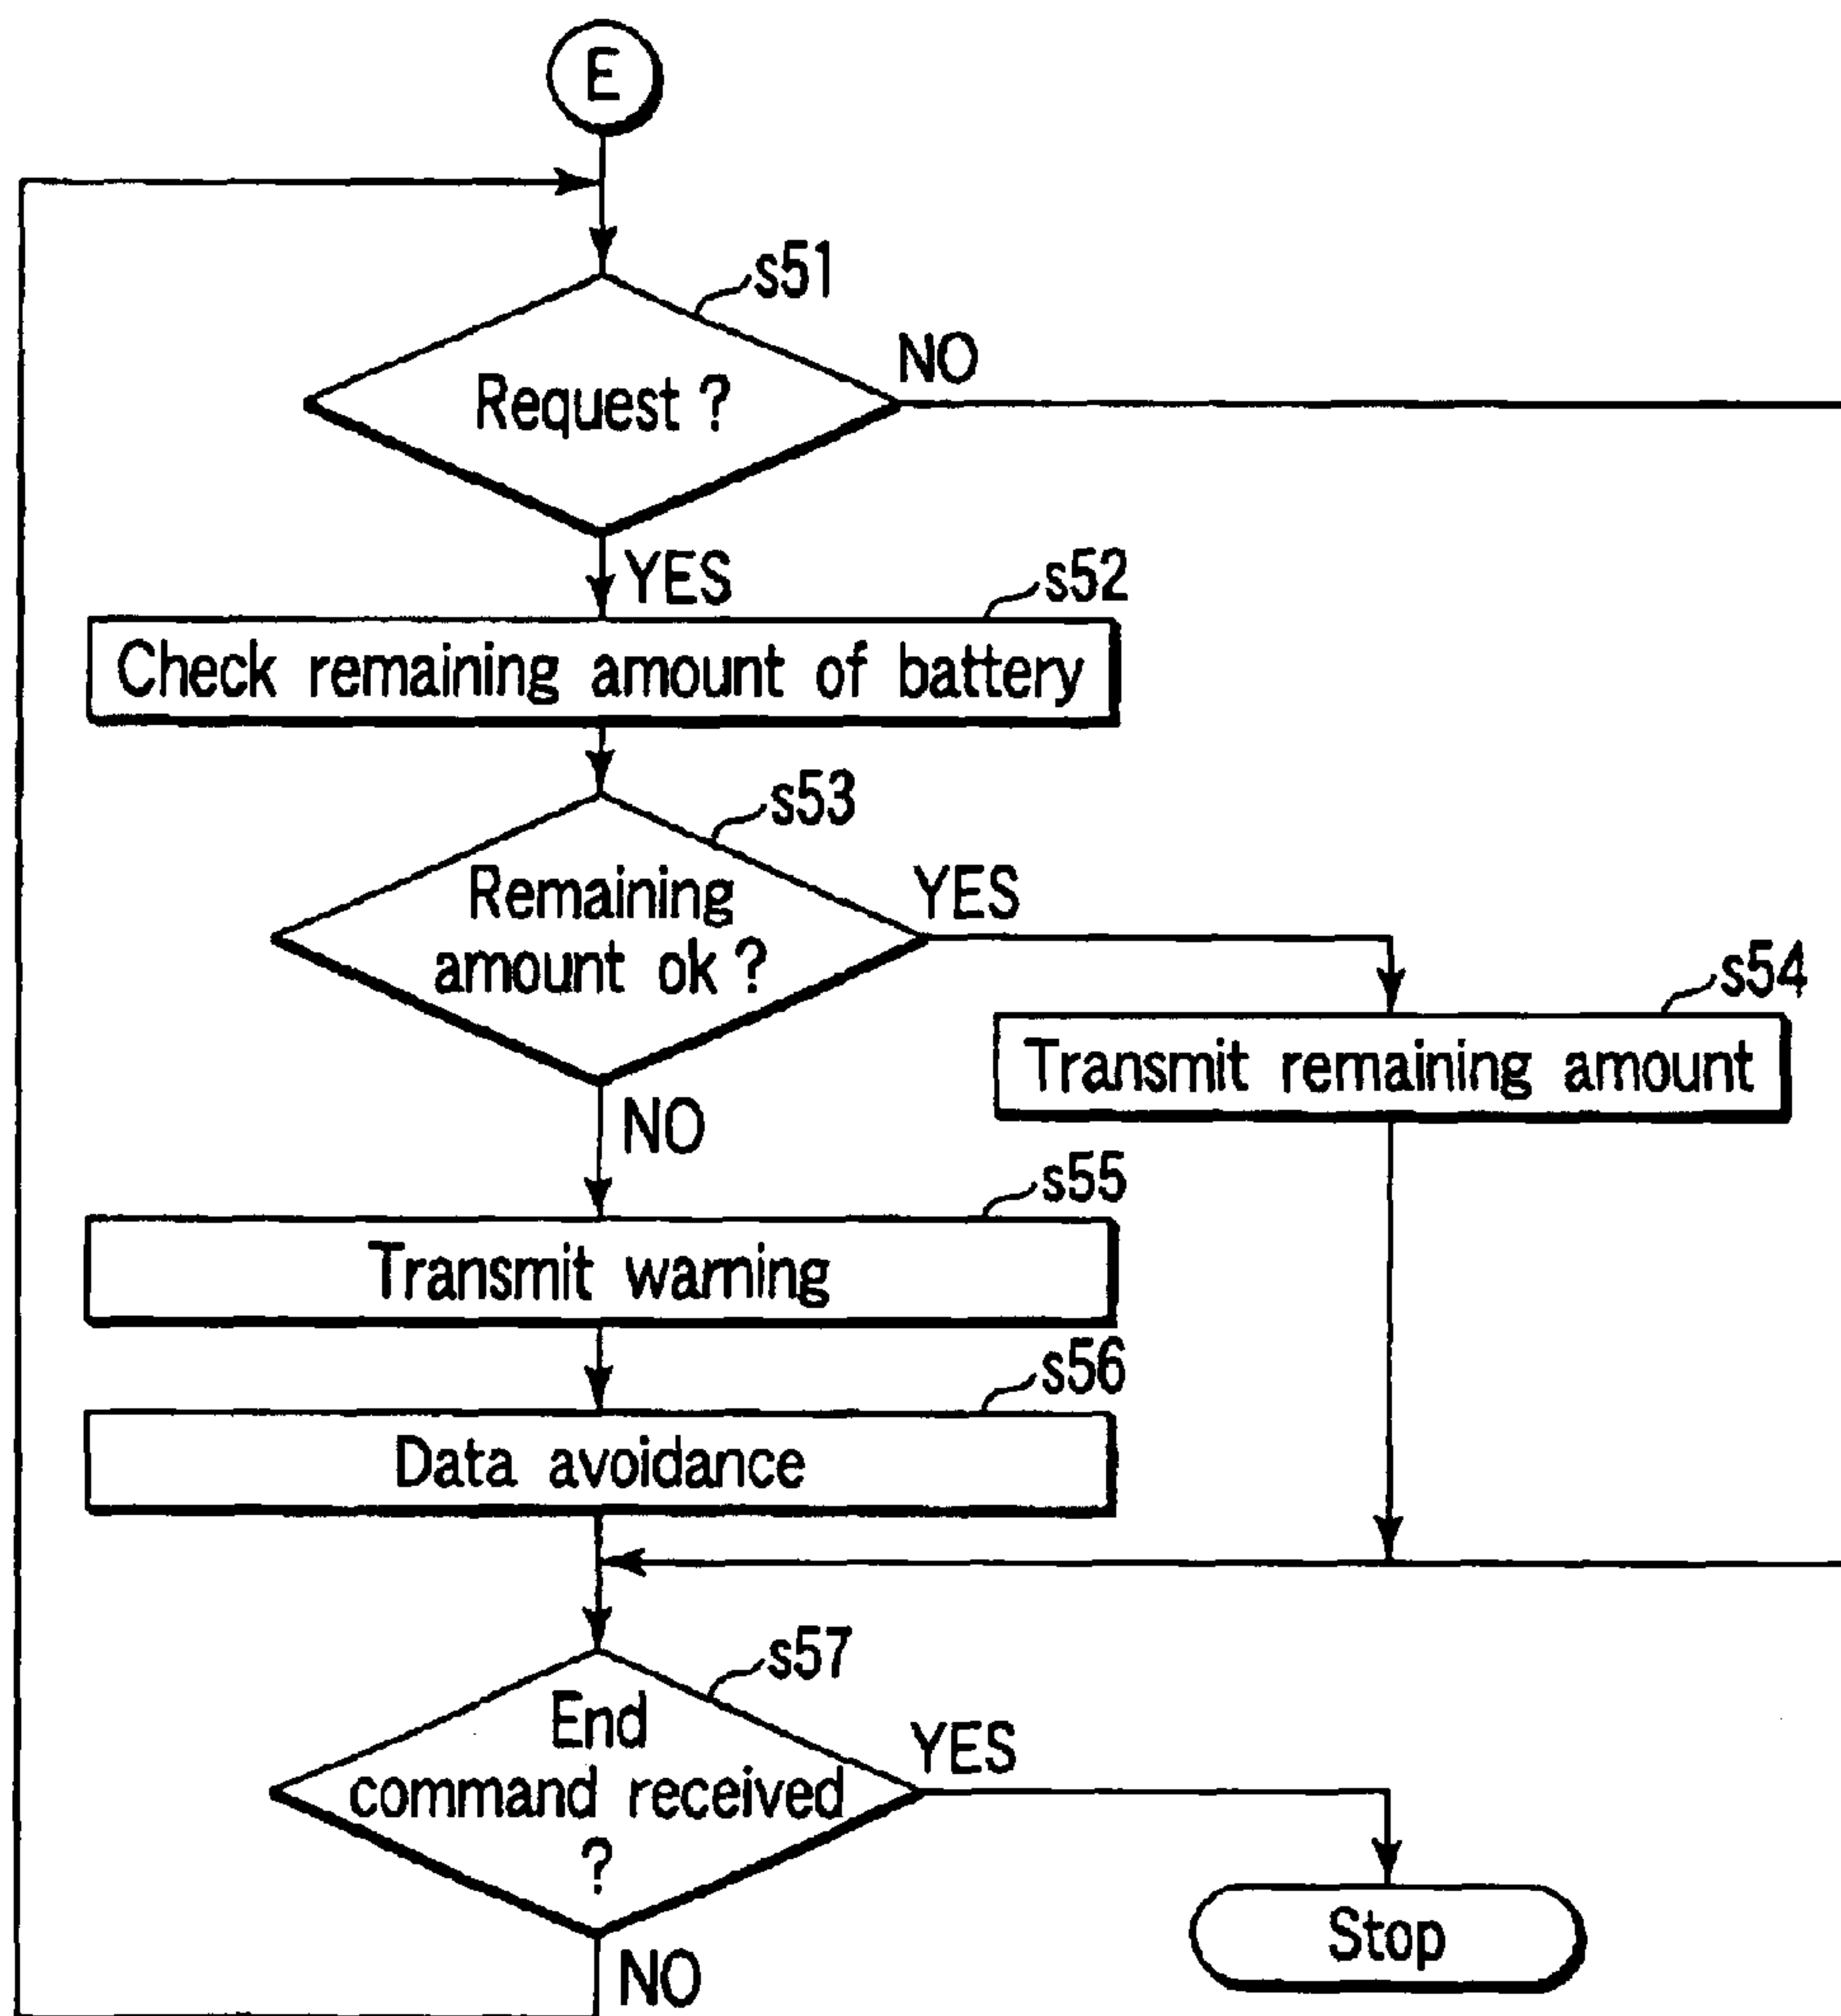 E
s51
Request ?
NO
YES
s52
Check remaining amount of battery
s53
Remaining
amount ok ?
YES
s54
Transmit remaining amount
NO
s55
Transmit warning
s56
Data avoidance
s57
End
command received
?
YES
Stop
NO